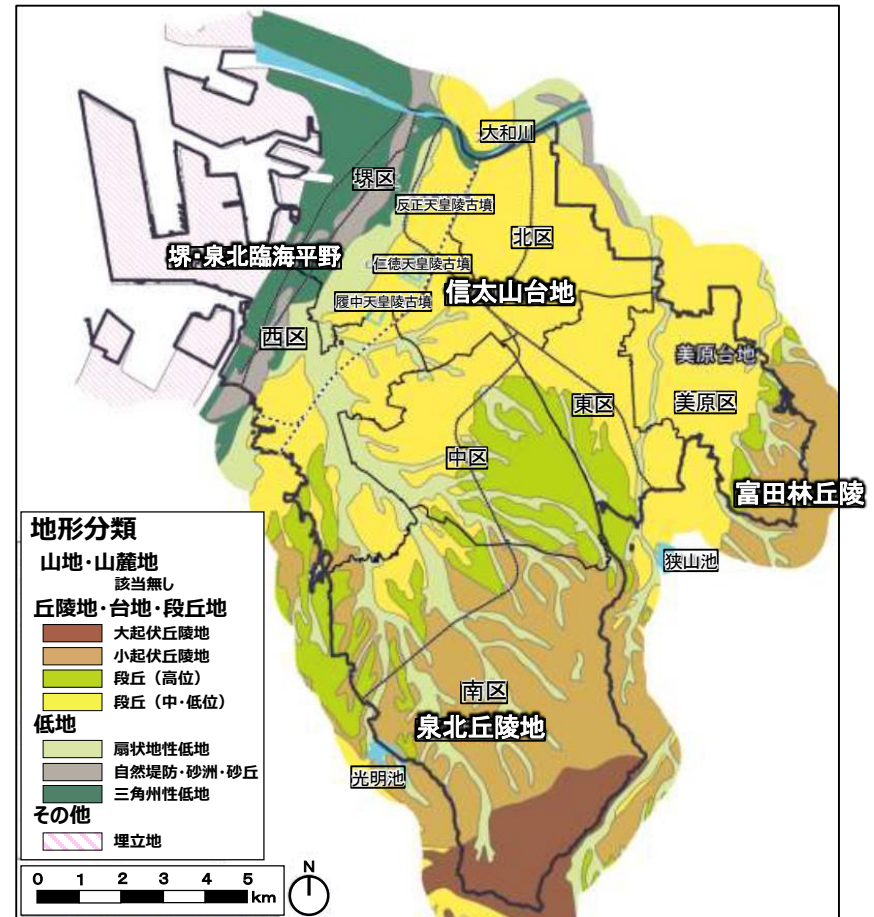 大和川
堺区
反正天皇陵古墳
北区
堺・泉北臨海平野
仁徳天皇陵古墳
信太山台地
履中天皇陵古墳
西区
美原台地
東区
美原区
中区
富田林丘陵
狭山池
南区
泉北丘陵地
光明池
地形分類
山地・山麓地
該当無し
丘陵地・台地・段丘地
大起伏丘陵地
小起伏丘陵地
段丘（高位）
段丘（中・低位）
低地
扇状地性低地
自然堤防・砂洲・砂丘
三角州性低地
その他
埋立地
0 1 2 3 4 5
km
N